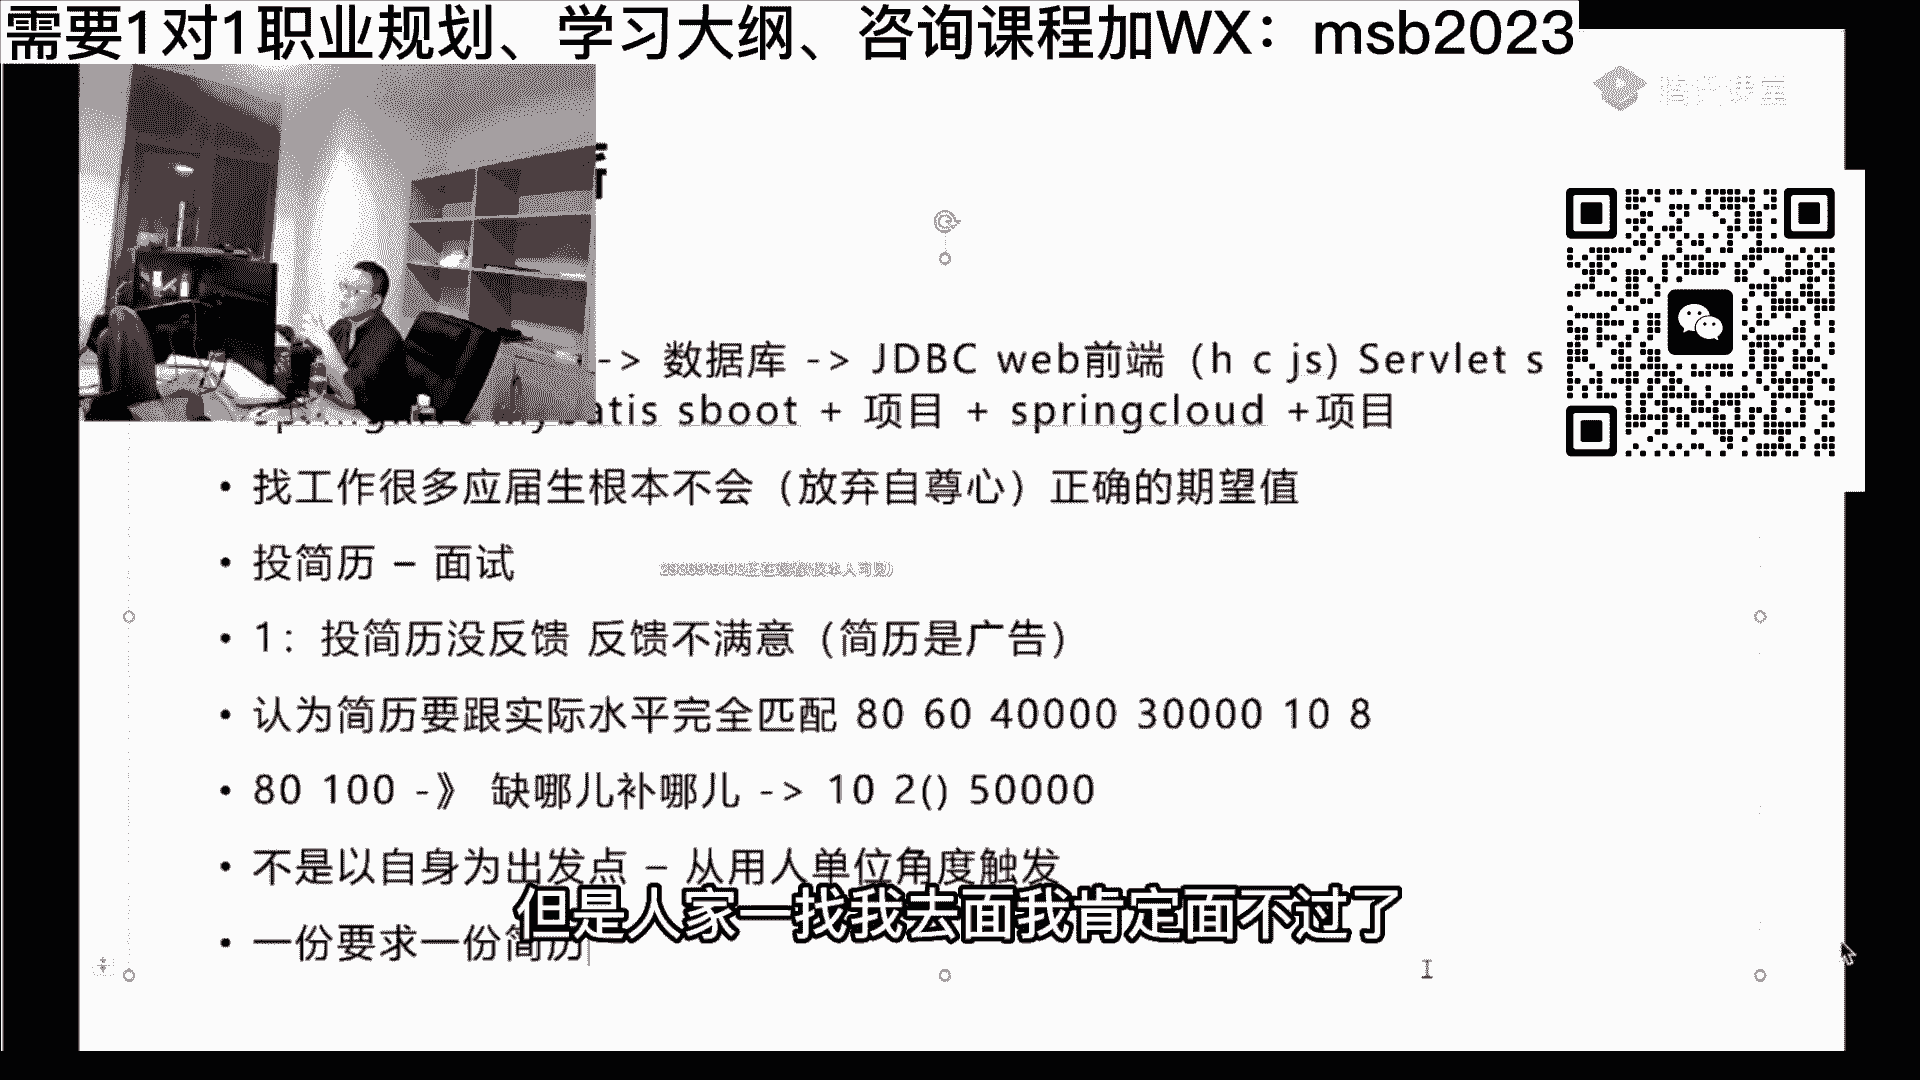 需要1对1职业规划、学习大纲、咨询课程加WX：msb2023
腾讯课堂
-> 数据库 -> JDBC web前端（h c js) Servlet s
sboot + 项目 + springcloud +项目
• 找工作很多应届生根本不会（放弃自尊心）正确的期望值
• 投简历 – 面试
• 1：投简历没反馈 反馈不满意（简历是广告）
• 认为简历要跟实际水平完全匹配 80 60 40000 30000 10 8
• 80 100 -》 缺哪儿补哪儿 -> 10 2() 50000
• 不是以自身为出发点 – 从用人单位角度触发
• 一份要求一份简历
但是人家一找我去面我肯定面不过了